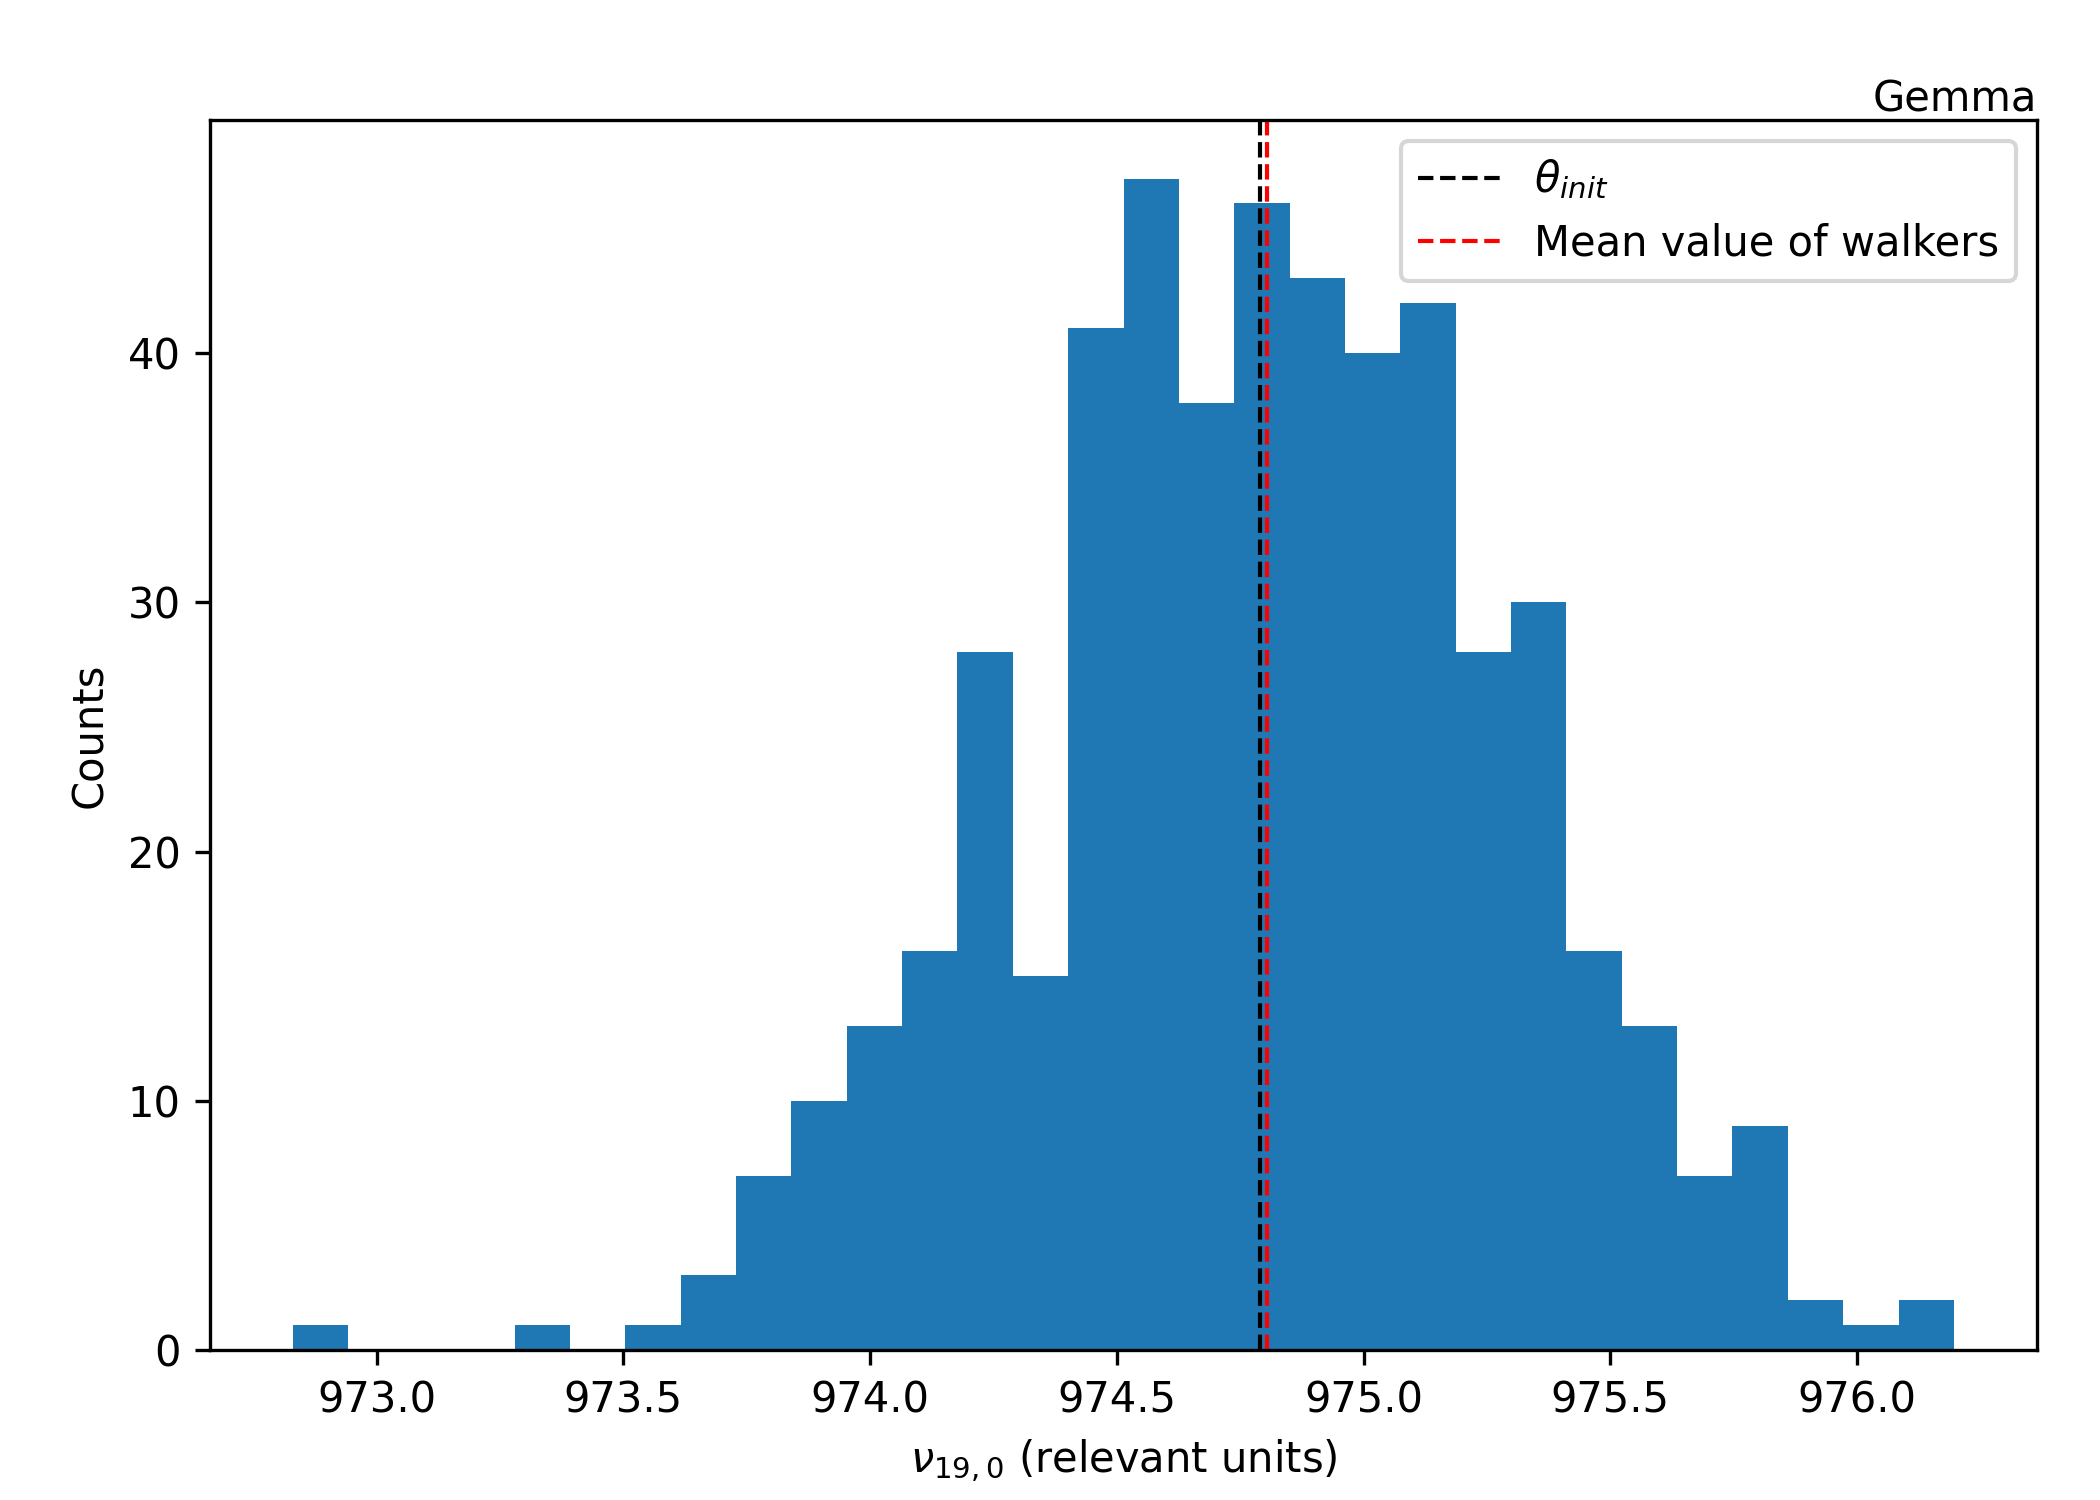 Gemma
θ_init
Mean value of walkers
40
30
20
10
0
Counts
973.0 973.5 974.0 974.5 975.0 975.5 976.0
ν_19,0 (relevant units)